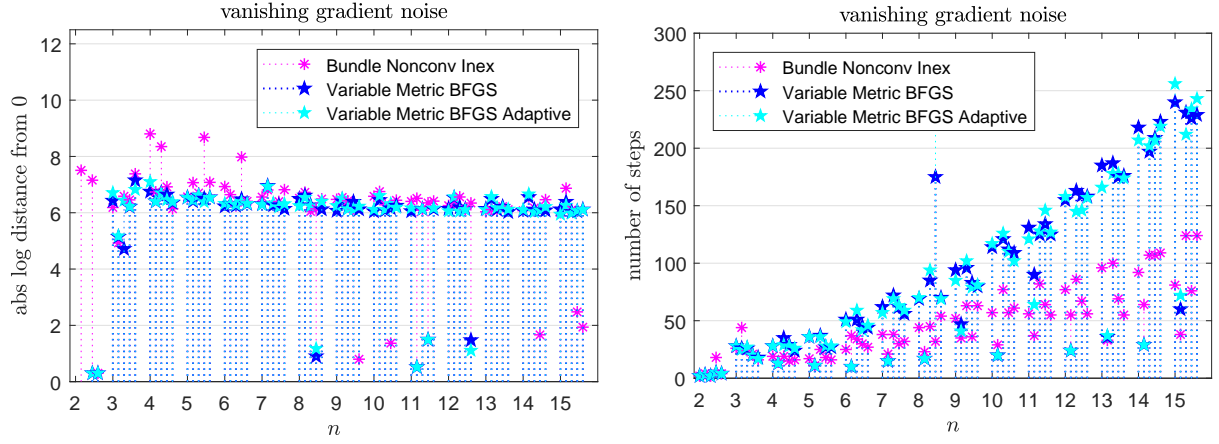 vanishing gradient noise
12
10
8
6
4
2
0
abs log distance from 0
Bundle Nonconv Inex
Variable Metric BFGS
Variable Metric BFGS Adaptive
2 3 4 5 6 7 8 9 10 11 12 13 14 15
n
vanishing gradient noise
300
250
200
150
100
50
0
number of steps
Bundle Nonconv Inex
Variable Metric BFGS
Variable Metric BFGS Adaptive
2 3 4 5 6 7 8 9 10 11 12 13 14 15
n